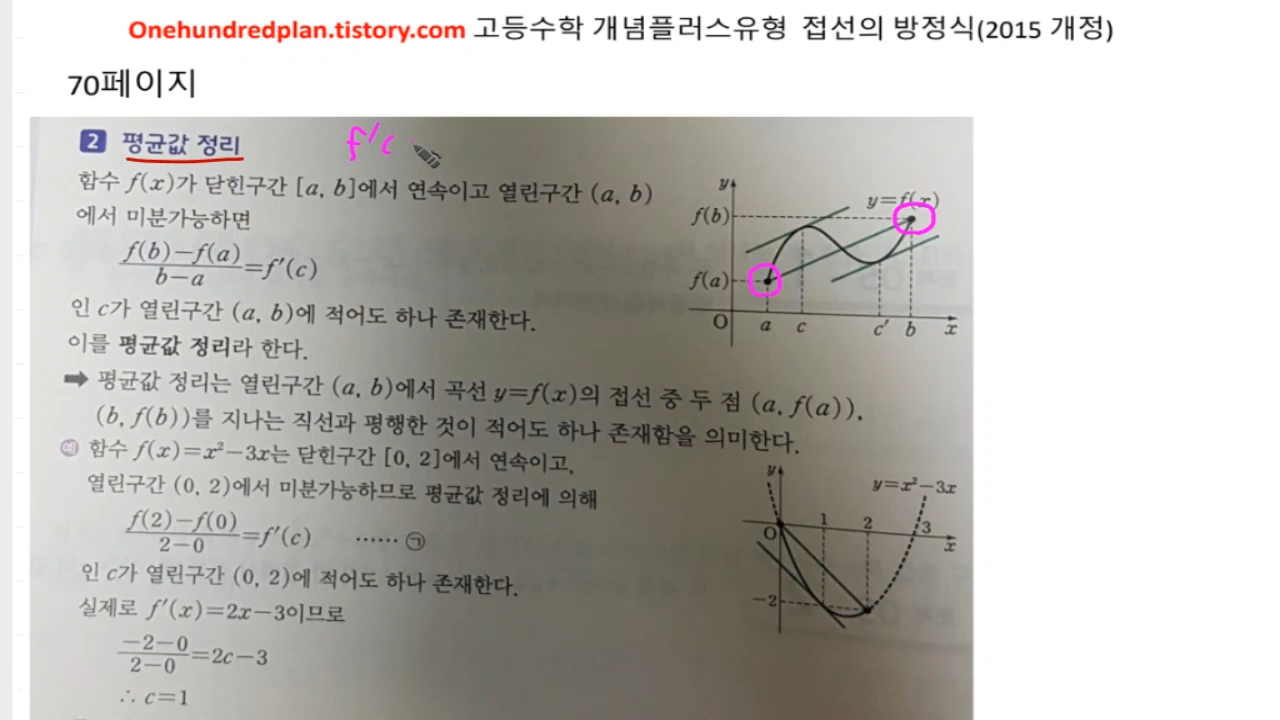 Onehundredplan.tistory.com 고등수학 개념플러스유형 접선의 방정식(2015 개정)
70페이지
2 평균값 정리
f'(
함수 f(x)가 닫힌구간 [a, b]에서 연속이고 열린구간 (a, b)
에서 미분가능하면
f(b)-f(a)
b-a
=f'(c)
인 c가 열린구간 (a, b)에 적어도 하나 존재한다.
이를 평균값 정리라 한다.
y
y=f(x)
f(b)
f(a)
O a c c' b x
➡ 평균값 정리는 열린구간 (a, b)에서 곡선 y=f(x)의 접선 중 두 점 (a, f(a)),
(b, f(b))를 지나는 직선과 평행한 것이 적어도 하나 존재함을 의미한다.
예 함수 f(x)=x²-3x는 닫힌구간 [0, 2]에서 연속이고,
열린구간 (0, 2)에서 미분가능하므로 평균값 정리에 의해
f(2)-f(0)
2-0
=f'(c) ······ ㉠
인 c가 열린구간 (0, 2)에 적어도 하나 존재한다.
실제로 f'(x)=2x-3이므로
-2-0
2-0
=2c-3
∴ c=1
y
y=x²-3x
O 1 2 3 x
-2